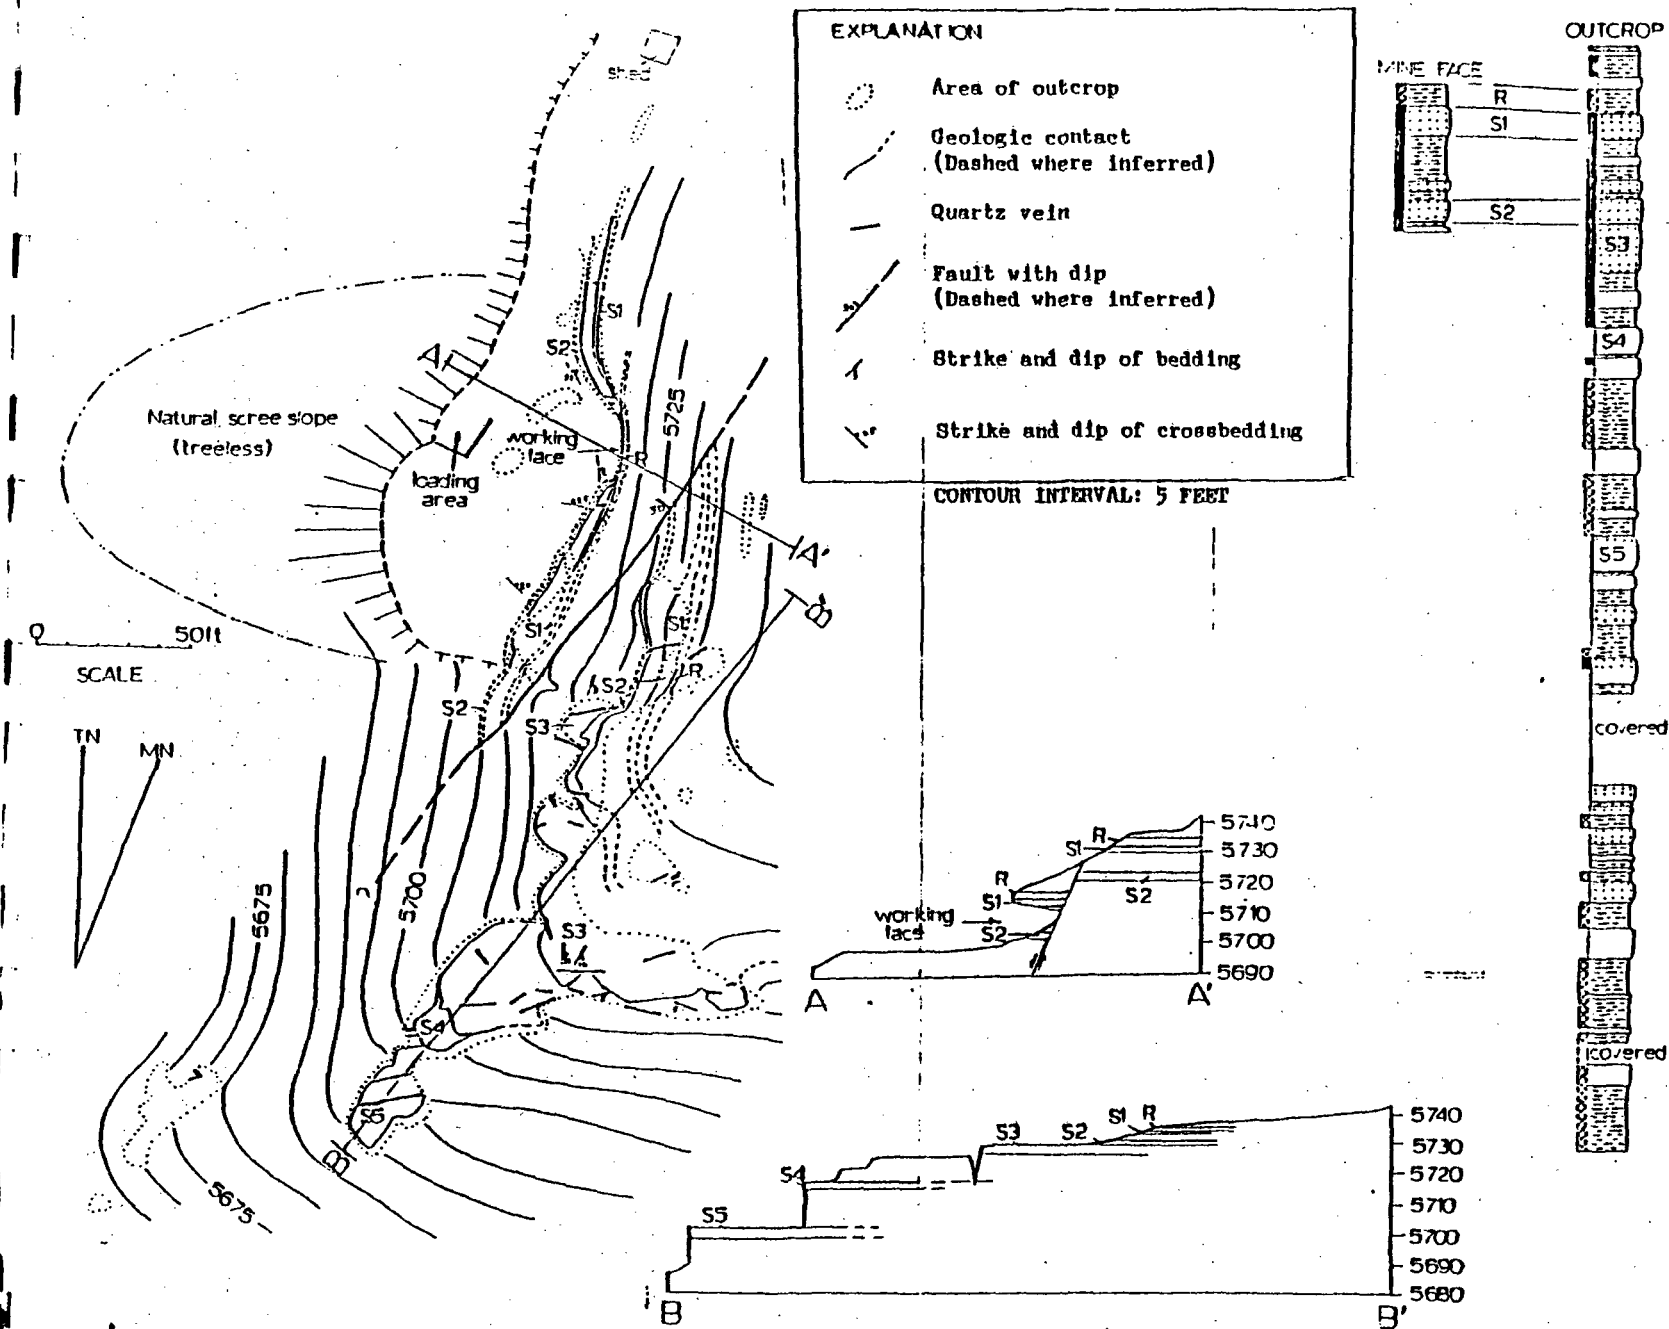 EXPLANATION
Area of outcrop
Geologic contact
(Dashed where inferred)
Quartz vein
Fault with dip
(Dashed where inferred)
Strike and dip of bedding
Strike and dip of crossbedding
CONTOUR INTERVAL: 5 FEET
OUTCROP
MINE FACE
R
S1
S2
S3
S4
S5
covered
covered
shed
S1
S2
A
5725
Natural scree slope
(treeless)
working
face
R
loading
area
A'
B'
0 50ft
SCALE
S1
S1
R
S2
S2
S3
TN
MN
?
5700
5675
S3
S4
S5
B
5675
R
S1
R
S1
S2
working
face
S2
5740
5730
5720
5710
5700
5690
A
A'
S1 R
S3 S2
S4
S5
5740
5730
5720
5710
5700
5690
5680
B
B'